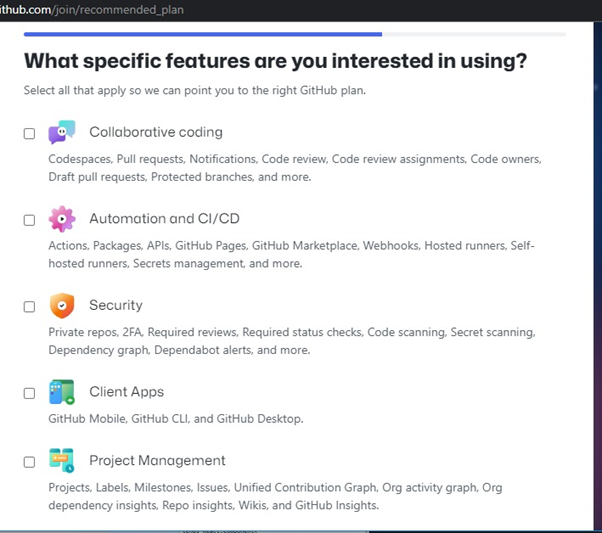 ithub.com/join/recommended_plan
What specific features are you interested in using?
Select all that apply so we can point you to the right GitHub plan.
Collaborative coding
Codespaces, Pull requests, Notifications, Code review, Code review assignments, Code owners,
Draft pull requests, Protected branches, and more.
Automation and CI/CD
Actions, Packages, APIs, GitHub Pages, GitHub Marketplace, Webhooks, Hosted runners, Self-
hosted runners, Secrets management, and more.
Security
Private repos, 2FA, Required reviews, Required status checks, Code scanning, Secret scanning,
Dependency graph, Dependabot alerts, and more.
Client Apps
GitHub Mobile, GitHub CLI, and GitHub Desktop.
Project Management
Projects, Labels, Milestones, Issues, Unified Contribution Graph, Org activity graph, Org
dependency insights, Repo insights, Wikis, and GitHub Insights.